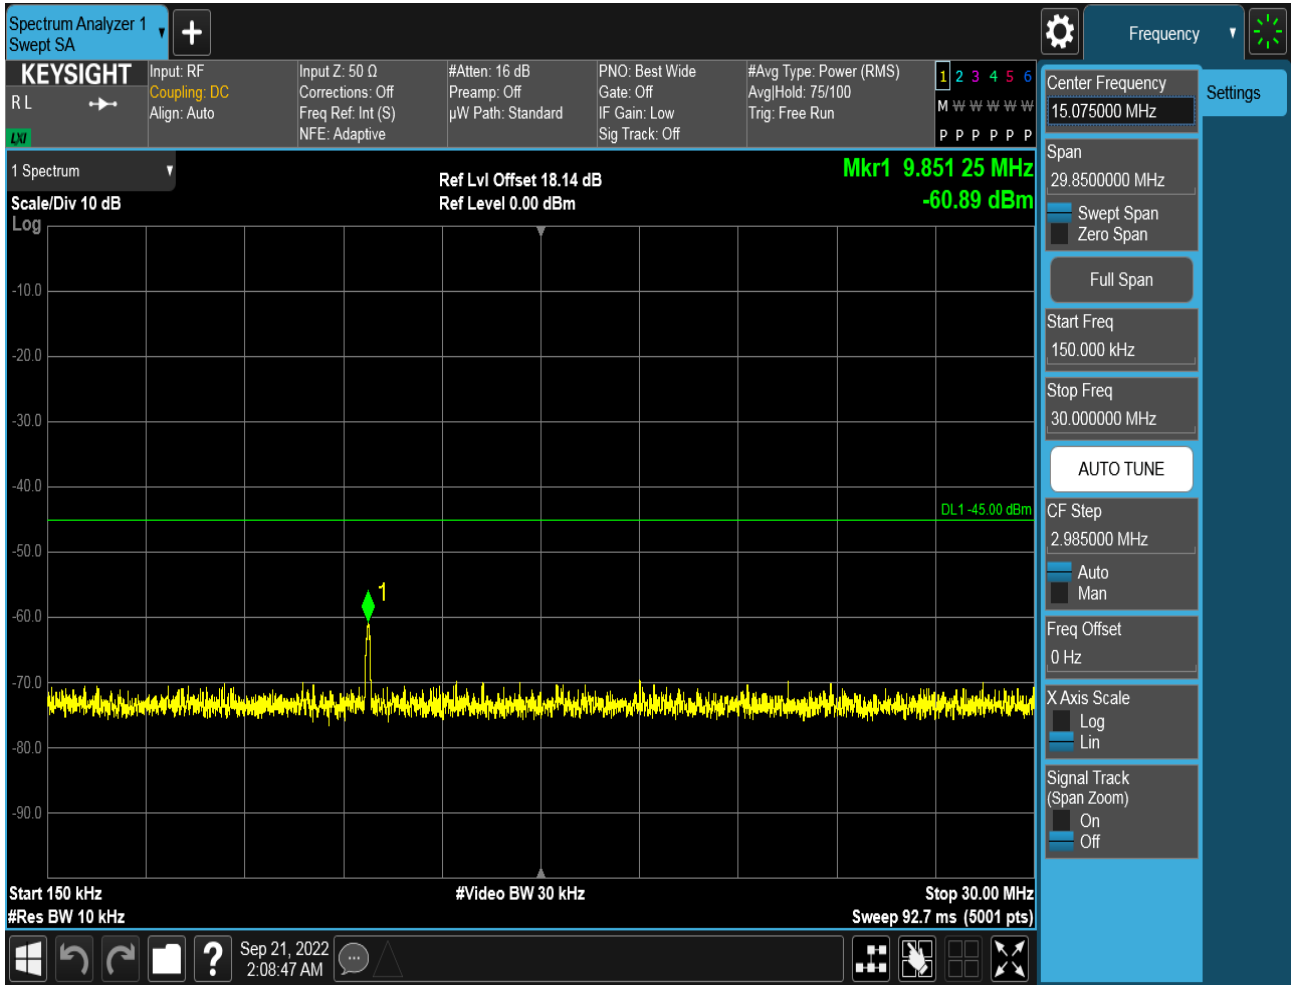 Spectrum Analyzer 1
Swept SA
Frequency
KEYSIGHT
R L
LXI
Input: RF
Coupling: DC
Align: Auto
Input Z: 50 Ω
Corrections: Off
Freq Ref: Int (S)
NFE: Adaptive
#Atten: 16 dB
Preamp: Off
µW Path: Standard
PNO: Best Wide
Gate: Off
IF Gain: Low
Sig Track: Off
#Avg Type: Power (RMS)
Avg|Hold: 75/100
Trig: Free Run
1 2 3 4 5 6
M W W W W W
P P P P P P
1 Spectrum
Scale/Div 10 dB
Log
Ref Lvl Offset 18.14 dB
Ref Level 0.00 dBm
Mkr1 9.851 25 MHz
-60.89 dBm
-10.0
-20.0
-30.0
-40.0
DL1 -45.00 dBm
-50.0
1
-60.0
-70.0
-80.0
-90.0
Start 150 kHz
#Res BW 10 kHz
#Video BW 30 kHz
Stop 30.00 MHz
Sweep 92.7 ms (5001 pts)
Center Frequency
15.075000 MHz
Settings
Span
29.8500000 MHz
Swept Span
Zero Span
Full Span
Start Freq
150.000 kHz
Stop Freq
30.000000 MHz
AUTO TUNE
CF Step
2.985000 MHz
Auto
Man
Freq Offset
0 Hz
X Axis Scale
Log
Lin
Signal Track
(Span Zoom)
On
Off
?
Sep 21, 2022
2:08:47 AM